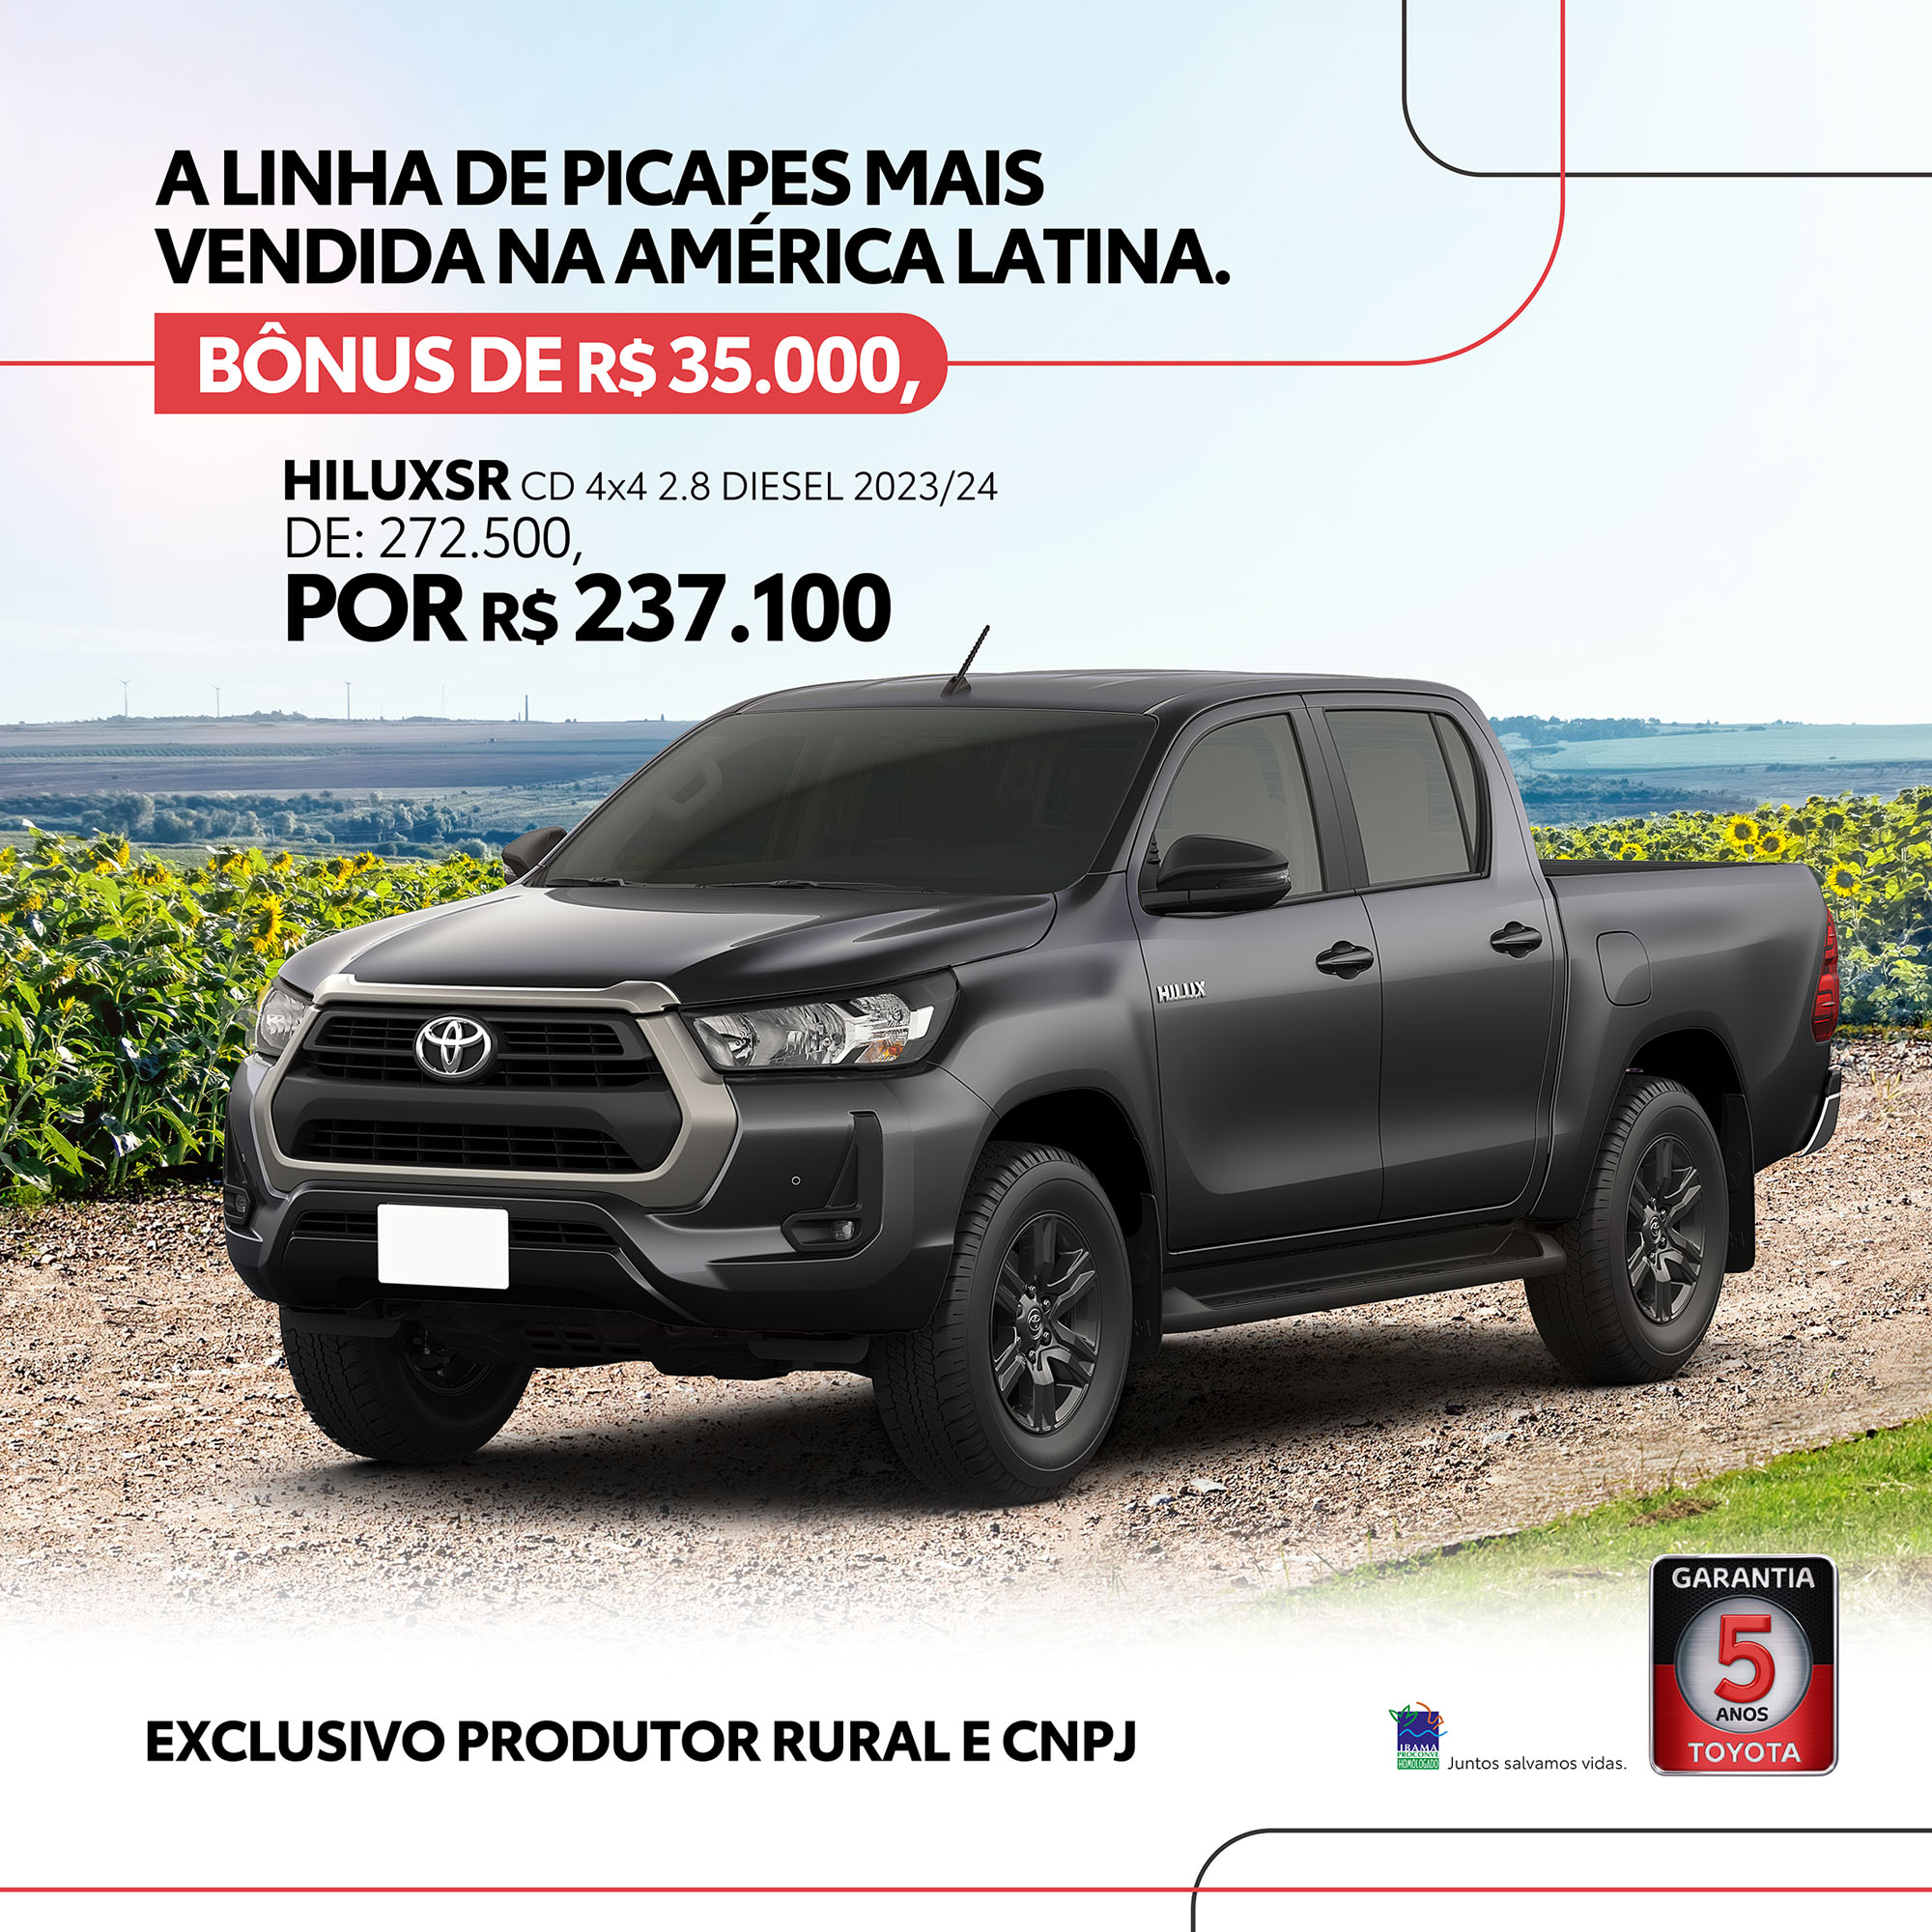 A LINHA DE PICAPES MAIS
VENDIDA NA AMÉRICA LATINA.
BÔNUS DE R$ 35.000,
HILUXSR CD 4x4 2.8 DIESEL 2023/24
DE: 272.500,
POR R$ 237.100
HILUX
GARANTIA
5
ANOS
TOYOTA
EXCLUSIVO PRODUTOR RURAL E CNPJ
IBAMA
PROCONVE
HOMOLOGADO
Juntos salvamos vidas.